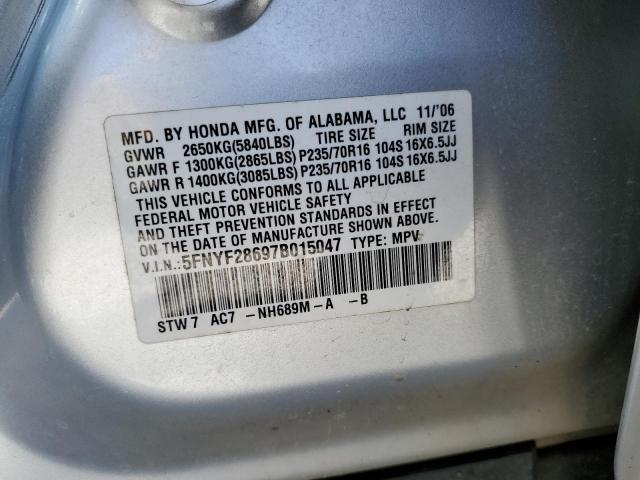 MFD. BY HONDA MFG. OF ALABAMA, LLC 11/'06
GVWR 2650KG(5840LBS) TIRE SIZE RIM SIZE
GAWR F 1300KG(2865LBS)P235/70R16 104S 16X6.5JJ
GAWR R 1400KG(3085LBS)P235/70R16 104S 16X6.5JJ
THIS VEHICLE CONFORMS TO ALL APPLICABLE
FEDERAL MOTOR VEHICLE SAFETY
AND THEFT PREVENTION STANDARDS IN EFFECT
ON THE DATE OF MANUFACTURE SHOWN ABOVE.
V.I.N.:5FNYF28697B015047 TYPE: MPV
STW7 AC7 -NH689M-A -B